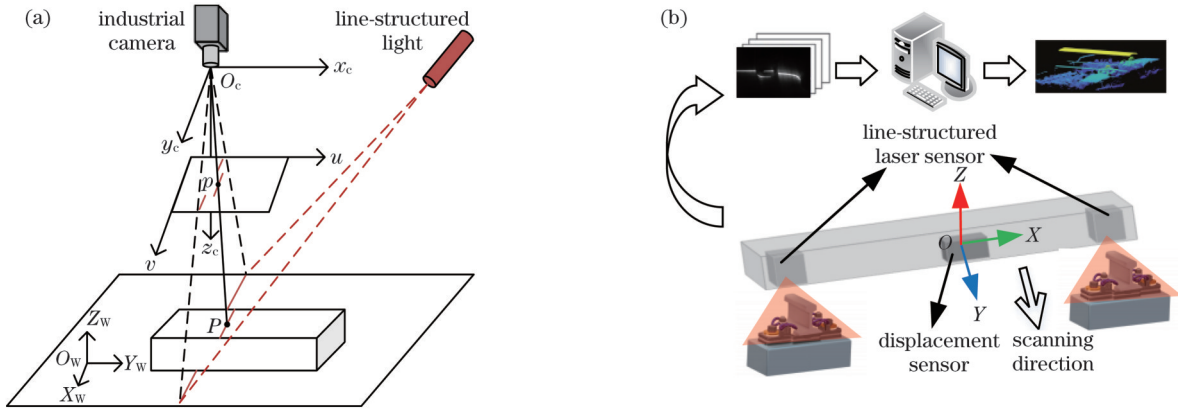 (a)
industrial
camera
line-structured
light
O_c
x_c
y_c
u
p
z_c
v
P
Z_W
O_W
Y_W
X_W
(b)
line-structured
laser sensor
Z
O
X
Y
displacement
sensor
scanning
direction